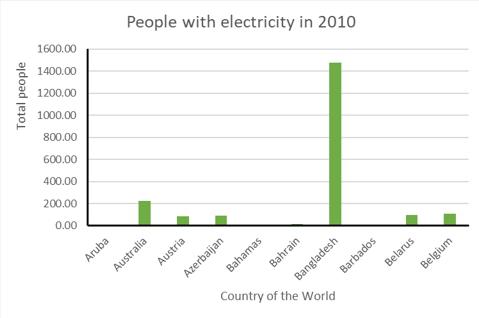 People with electricity in 2010
Total people
1600.00
1400.00
1200.00
1000.00
800.00
600.00
400.00
200.00
0.00
Aruba
Australia
Austria
Azerbaijan
Bahamas
Bahrain
Bangladesh
Barbados
Belarus
Belgium
Country of the World